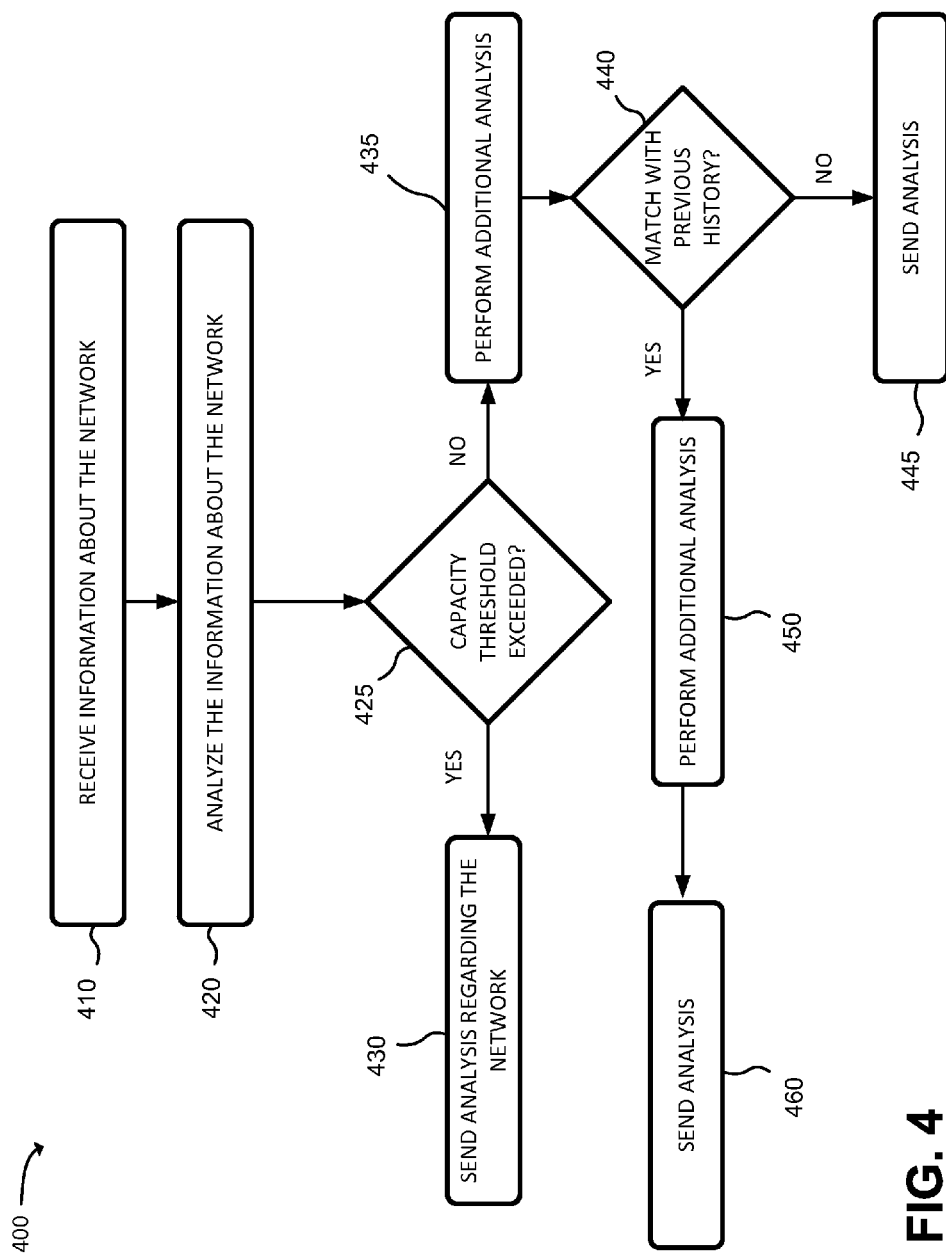 400
RECEIVE INFORMATION ABOUT THE NETWORK
410
ANALYZE THE INFORMATION ABOUT THE NETWORK
420
CAPACITY
THRESHOLD
EXCEEDED?
425
YES
NO
SEND ANALYSIS REGARDING THE
NETWORK
430
PERFORM ADDITIONAL ANALYSIS
435
MATCH WITH
PREVIOUS
HISTORY?
440
YES
NO
SEND ANALYSIS
445
PERFORM ADDITIONAL ANALYSIS
450
SEND ANALYSIS
460
FIG. 4